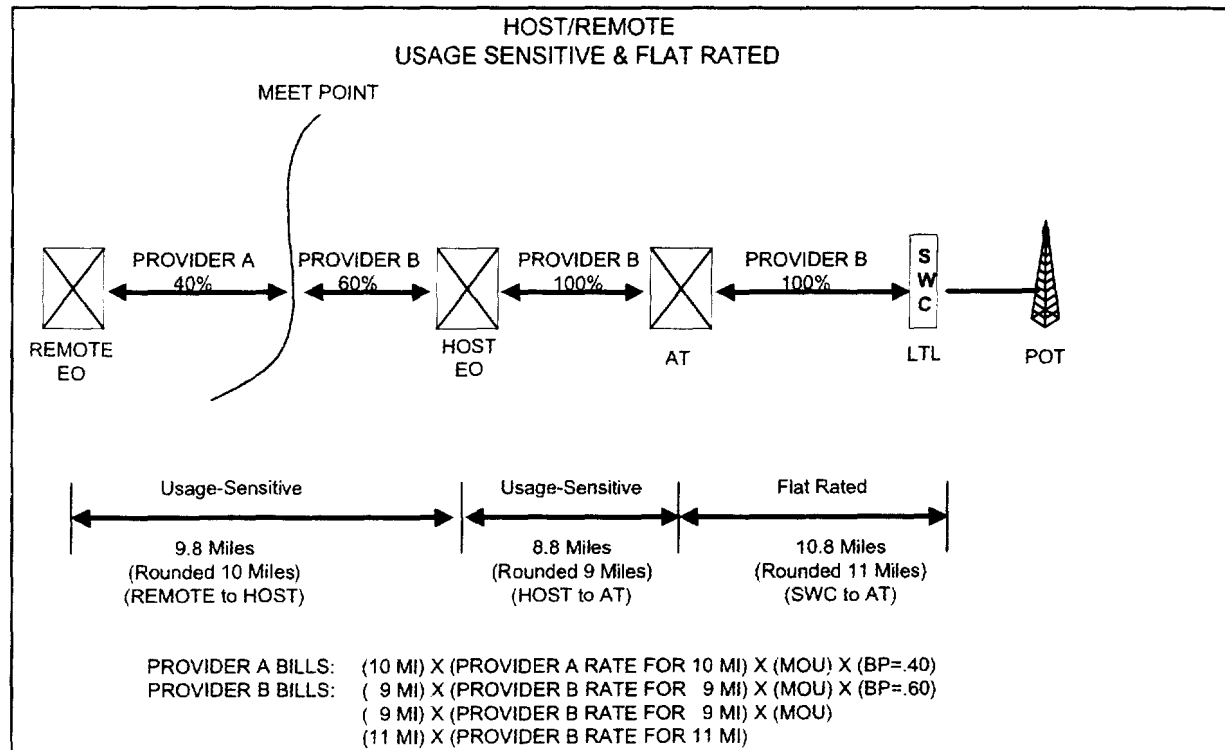 HOST/REMOTE
USAGE SENSITIVE & FLAT RATED
MEET POINT
PROVIDER A
40%
PROVIDER B
60%
PROVIDER B
100%
PROVIDER B
100%
S
W
C
REMOTE
EO
HOST
EO
AT
LTL
POT
Usage-Sensitive
9.8 Miles
(Rounded 10 Miles)
(REMOTE to HOST)
Usage-Sensitive
8.8 Miles
(Rounded 9 Miles)
(HOST to AT)
Flat Rated
10.8 Miles
(Rounded 11 Miles)
(SWC to AT)
PROVIDER A BILLS: (10 MI) X (PROVIDER A RATE FOR 10 MI) X (MOU) X (BP=.40)
PROVIDER B BILLS: ( 9 MI) X (PROVIDER B RATE FOR 9 MI) X (MOU) X (BP=.60)
( 9 MI) X (PROVIDER B RATE FOR 9 MI) X (MOU)
(11 MI) X (PROVIDER B RATE FOR 11 MI)